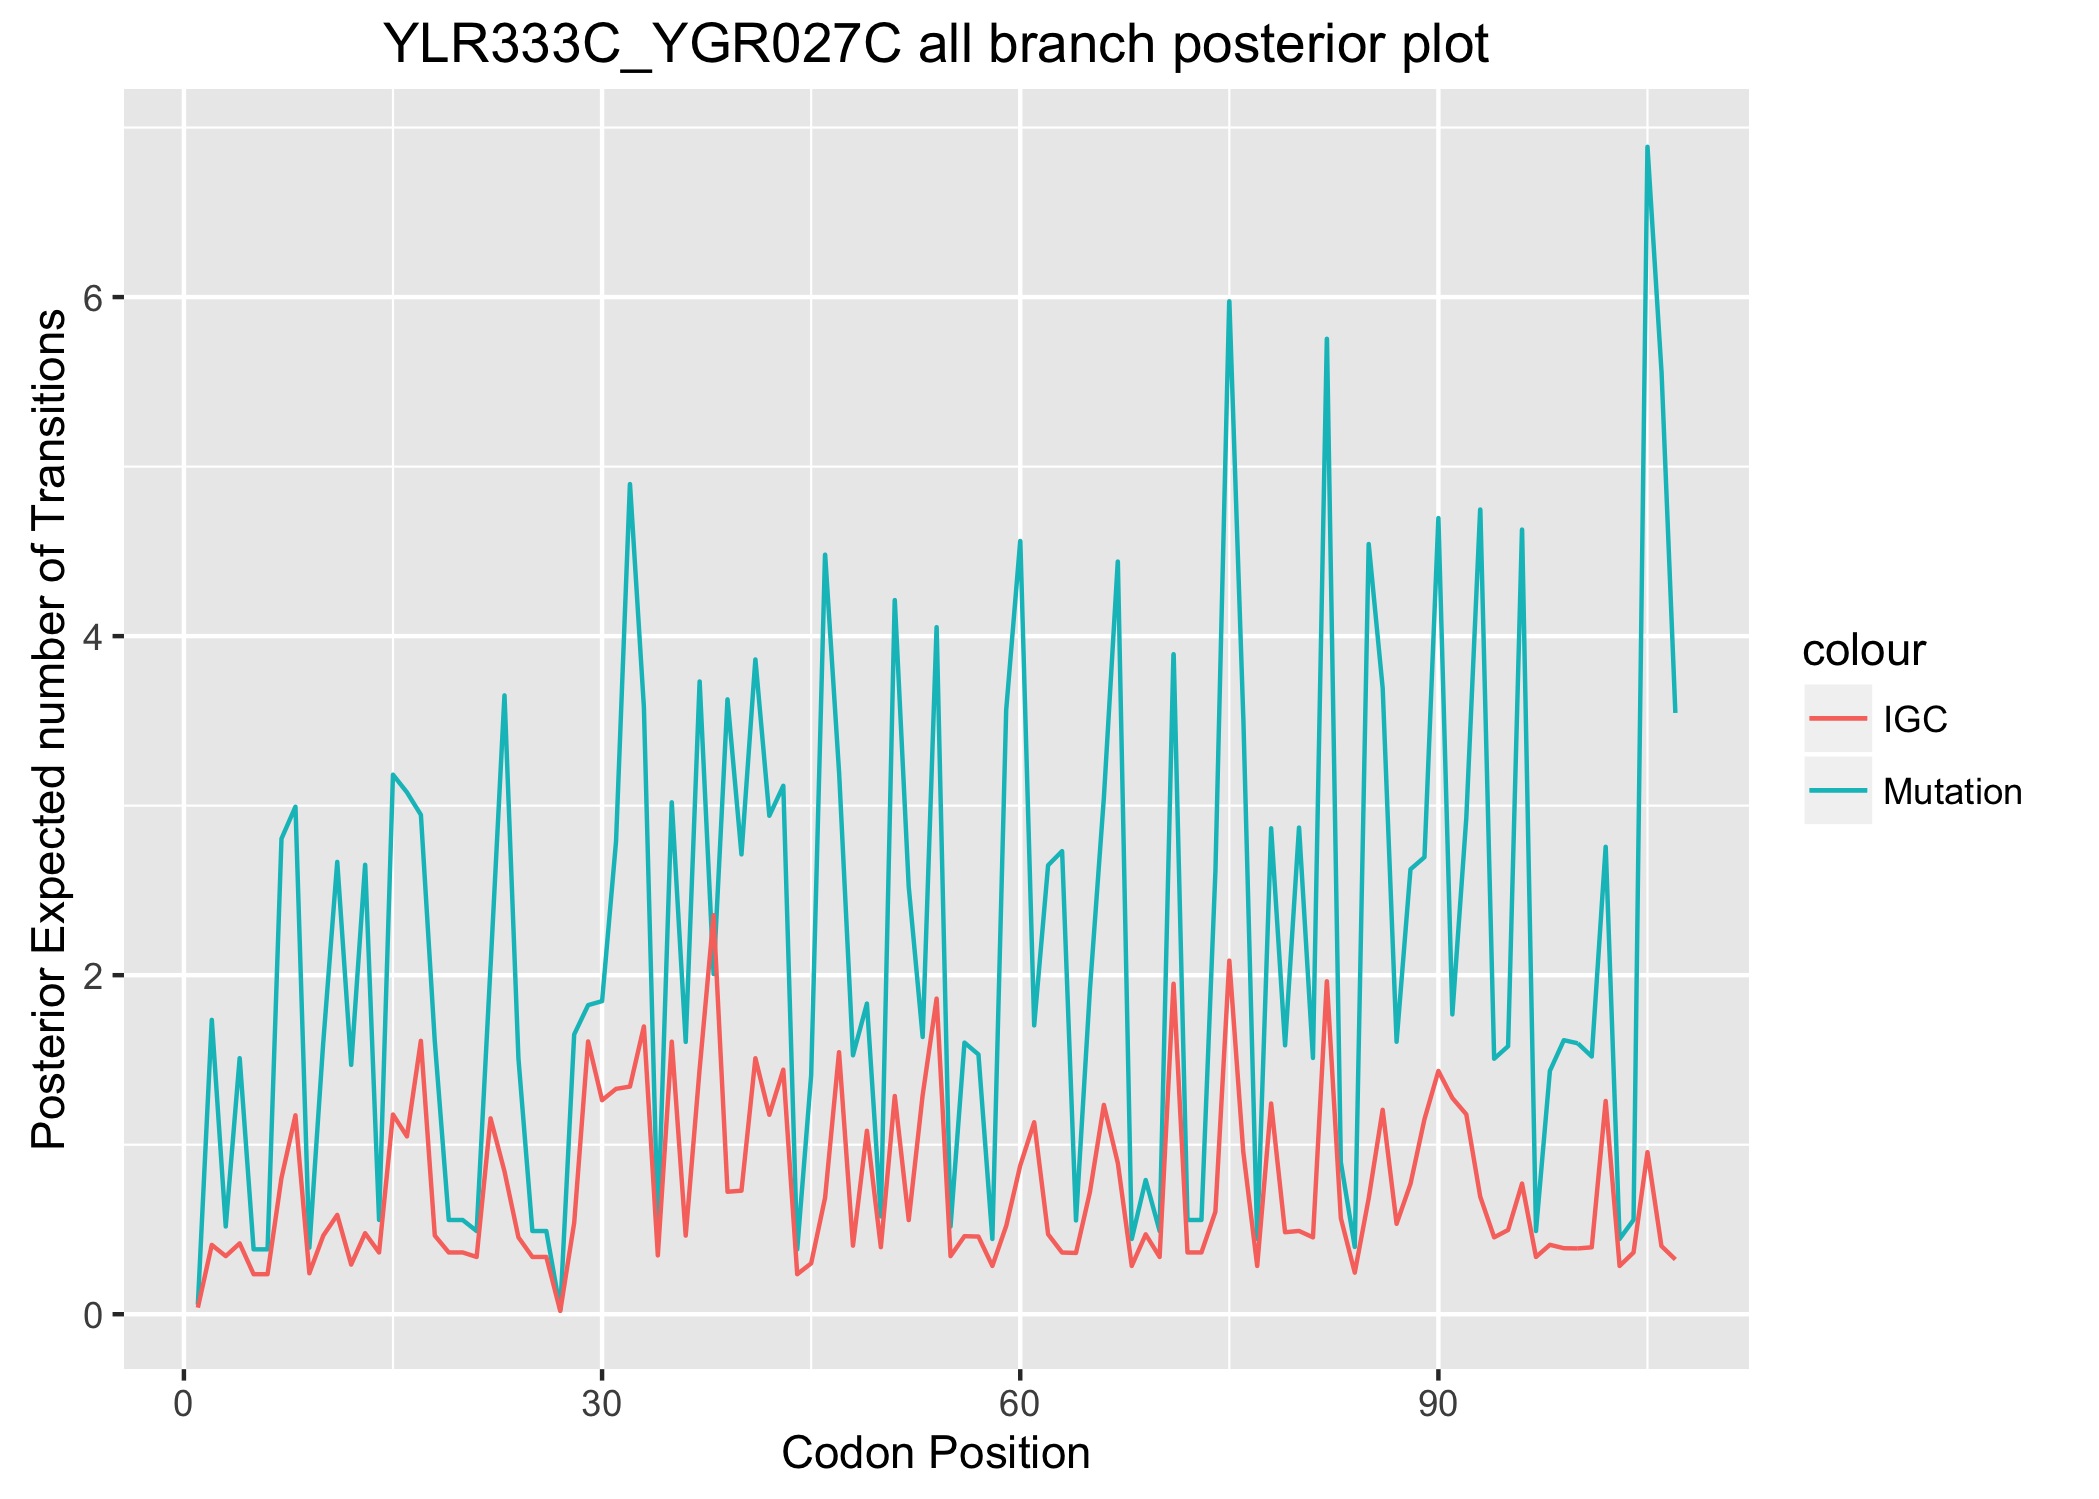 YLR333C_YGR027C all branch posterior plot
Posterior Expected number of Transitions
6
4
2
0
0 30 60 90
Codon Position
colour
IGC
Mutation